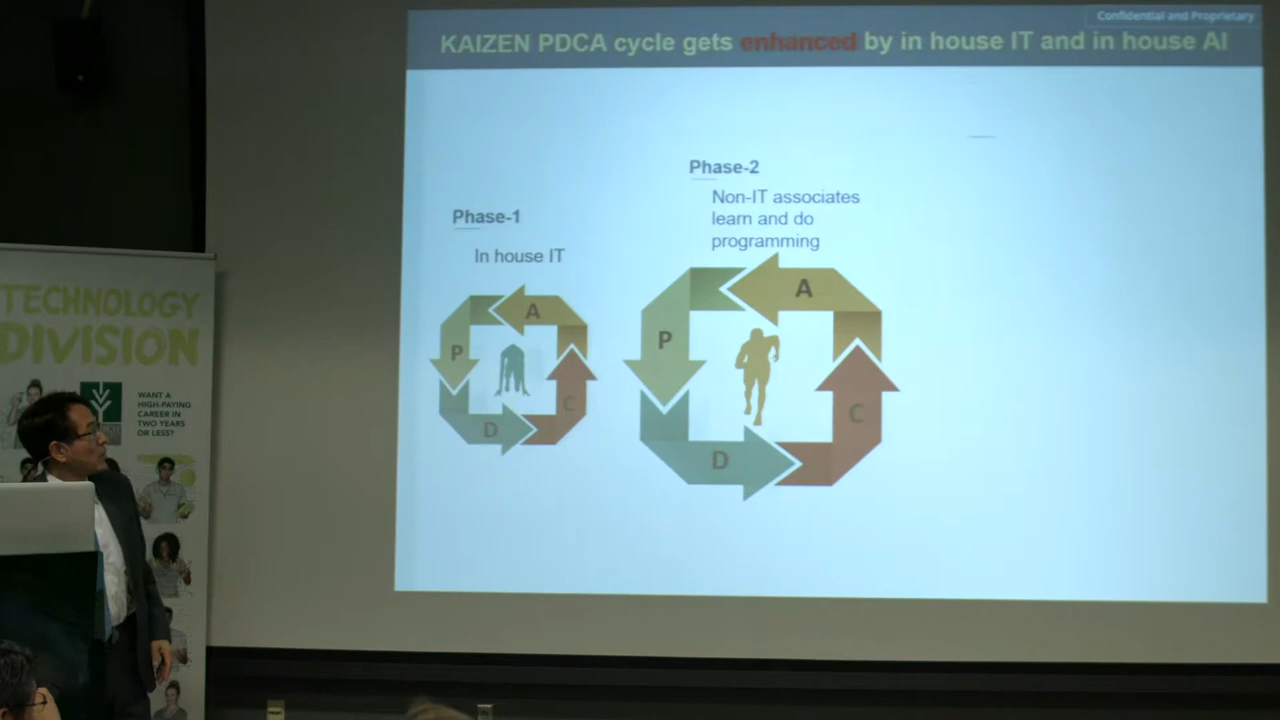 Confidential and Proprietary
KAIZEN PDCA cycle gets enhanced by in house IT and in house AI
Phase-1
In house IT
A
P
C
D
Phase-2
Non-IT associates
learn and do
programming
A
P
C
D
TECHNOLOGY
DIVISION
WANT A
HIGH-PAYING
CAREER IN
TWO YEARS
OR LESS?